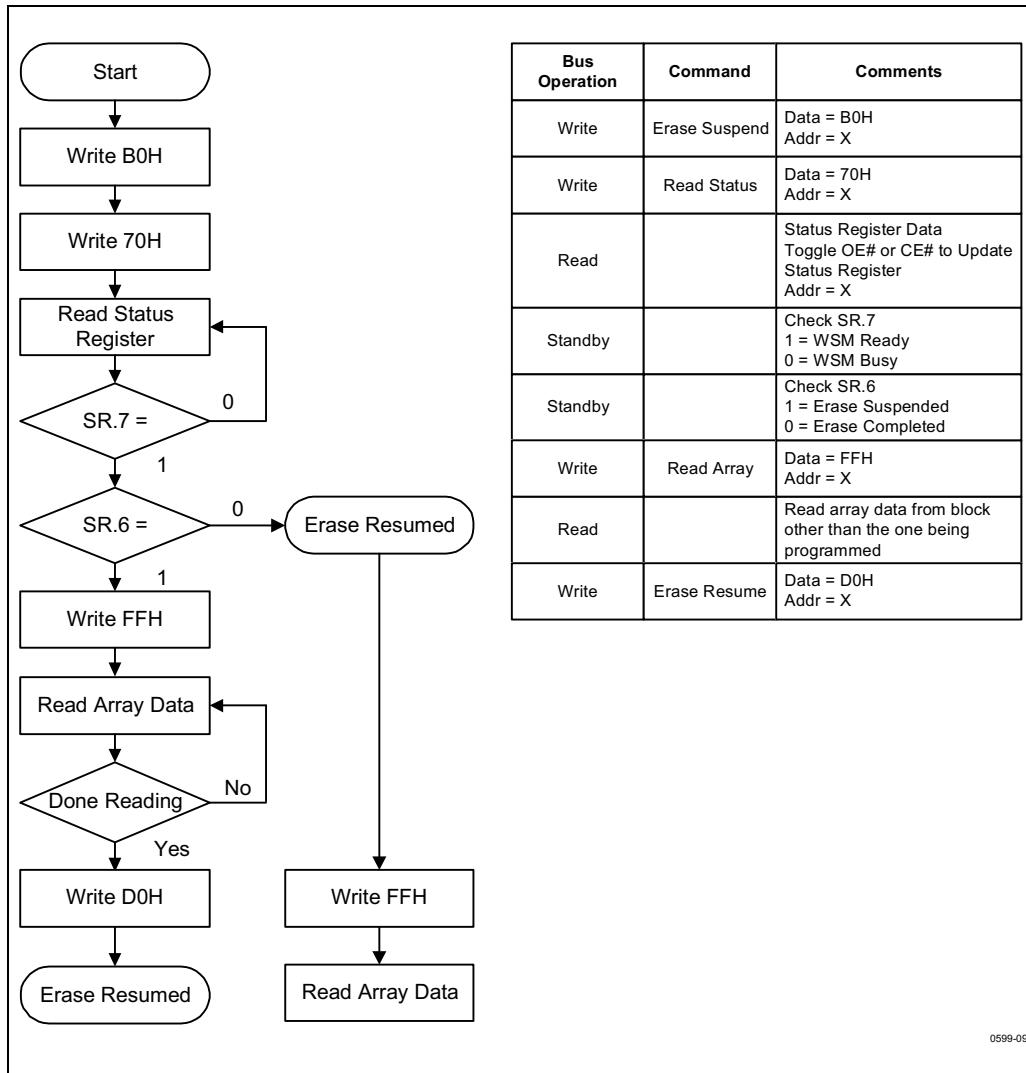 Start
Write B0H
Write 70H
Read Status
Register
SR.7 =
0
1
SR.6 =
0
Erase Resumed
1
Write FFH
Read Array Data
Done Reading
No
Yes
Write D0H
Write FFH
Erase Resumed
Read Array Data
Bus
Operation
Command
Comments
Write
Erase Suspend
Data = B0H
Addr = X
Write
Read Status
Data = 70H
Addr = X
Read
Status Register Data
Toggle OE# or CE# to Update
Status Register
Addr = X
Standby
Check SR.7
1 = WSM Ready
0 = WSM Busy
Standby
Check SR.6
1 = Erase Suspended
0 = Erase Completed
Write
Read Array
Data = FFH
Addr = X
Read
Read array data from block
other than the one being
programmed
Write
Erase Resume
Data = D0H
Addr = X
0599-09